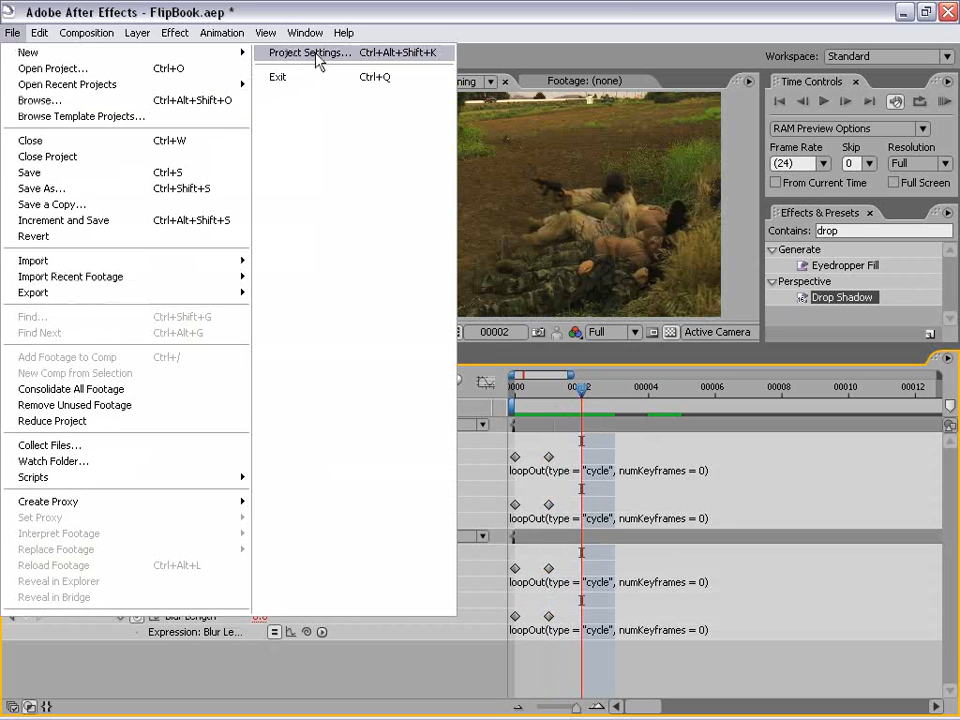 Adobe After Effects - FlipBook.aep *
File Edit Composition Layer Effect Animation View Window Help
New
Open Project... Ctrl+O
Open Recent Projects
Browse... Ctrl+Alt+Shift+O
Browse Template Projects...
Close Ctrl+W
Close Project
Save Ctrl+S
Save As... Ctrl+Shift+S
Save a Copy...
Increment and Save Ctrl+Alt+Shift+S
Revert
Import
Import Recent Footage
Export
Find... Ctrl+Shift+G
Find Next Ctrl+Alt+G
Add Footage to Comp Ctrl+/
New Comp from Selection
Consolidate All Footage
Remove Unused Footage
Reduce Project
Collect Files...
Watch Folder...
Scripts
Create Proxy
Set Proxy
Interpret Footage
Replace Footage
Reload Footage Ctrl+Alt+L
Reveal in Explorer
Reveal in Bridge
Project Settings... Ctrl+Alt+Shift+K
Exit Ctrl+Q
Footage: (none)
00002 Full Active Camera
Workspace: Standard
Time Controls
RAM Preview Options
Frame Rate Skip Resolution
(24) 0 Full
From Current Time Full Screen
Effects & Presets
Contains: drop
Generate
Eyedropper Fill
Perspective
Drop Shadow
00004 00006 00008 00010 00012
loopOut(type = "cycle", numKeyframes = 0)
loopOut(type = "cycle", numKeyframes = 0)
loopOut(type = "cycle", numKeyframes = 0)
loopOut(type = "cycle", numKeyframes = 0)
Blur Length
Expression: Blur Le...